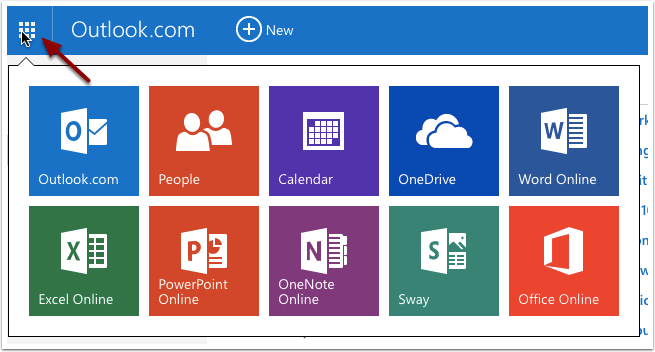 Outlook.com
New
Outlook.com
People
Calendar
OneDrive
Word Online
Excel Online
PowerPoint
Online
OneNote
Online
Sway
Office Online